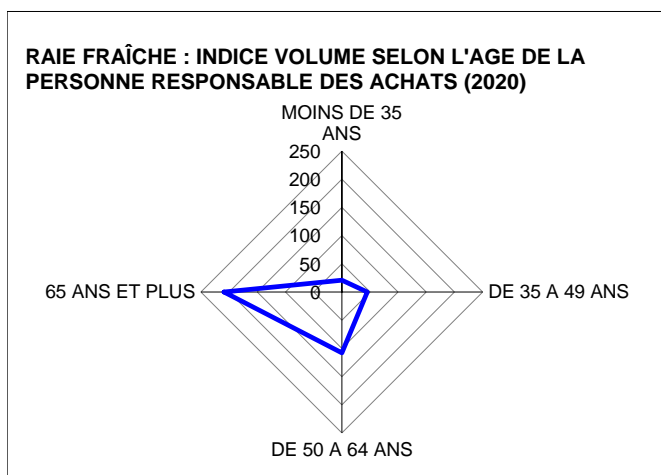 RAIE FRAÎCHE : INDICE VOLUME SELON L'AGE DE LA
PERSONNE RESPONSABLE DES ACHATS (2020)
MOINS DE 35
ANS
250
200
150
100
50
0
65 ANS ET PLUS
DE 35 A 49 ANS
DE 50 A 64 ANS